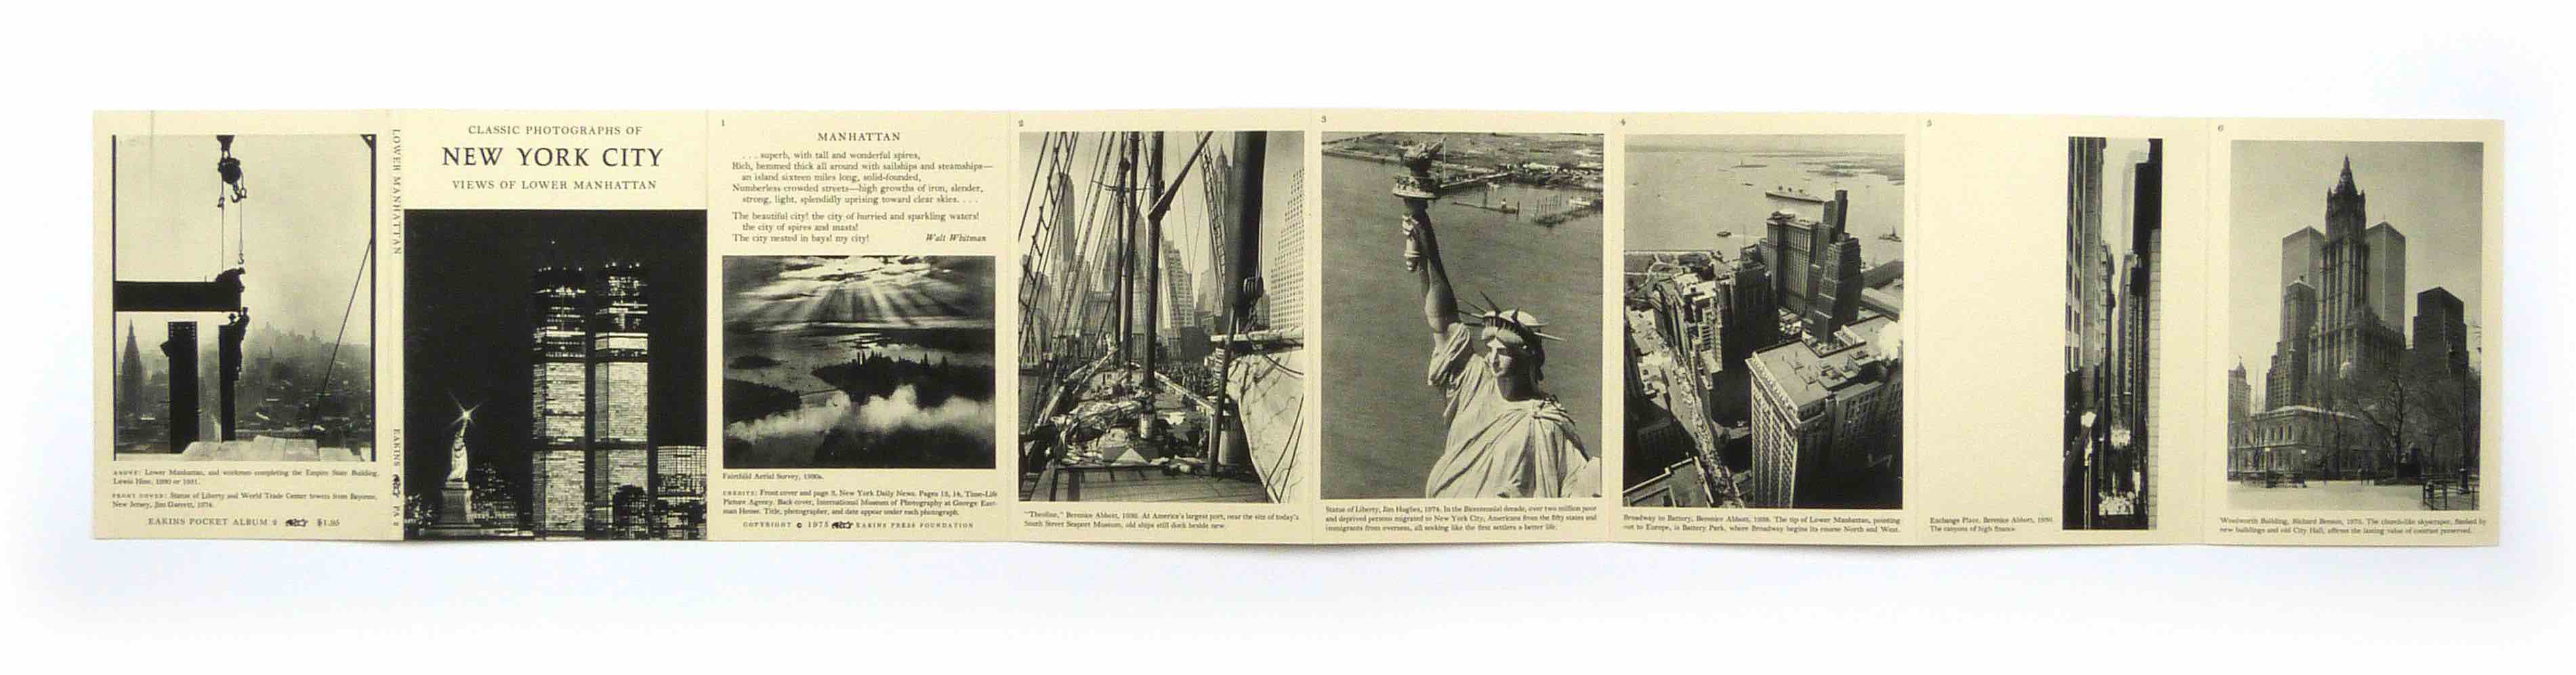 ABOVE: Lower Manhattan, and workmen completing the Empire State Building,
Lewis Hine, 1930 or 1931.
FRONT COVER: Statue of Liberty and World Trade Center towers from Bayonne,
New Jersey, Jim Garrett, 1974.
EAKINS POCKET ALBUM 2 $1.95
LOWER MANHATTAN
EAKINS PA 2
CLASSIC PHOTOGRAPHS OF
NEW YORK CITY
VIEWS OF LOWER MANHATTAN
1
MANHATTAN
. . . superb, with tall and wonderful spires,
Rich, hemmed thick all around with sailships and steamships—
an island sixteen miles long, solid-founded,
Numberless crowded streets—high growths of iron, slender,
strong, light, splendidly uprising toward clear skies. . . .
The beautiful city! the city of hurried and sparkling waters!
the city of spires and masts!
The city nested in bays! my city! Walt Whitman
Fairchild Aerial Survey, 1930s.
CREDITS: Front cover and page 3, New York Daily News. Pages 13, 14, Time-Life
Picture Agency. Back cover, International Museum of Photography at George East-
man House. Title, photographer, and date appear under each photograph.
COPYRIGHT © 1975 EAKINS PRESS FOUNDATION
2
"Theoline," Berenice Abbott, 1930. At America's largest port, near the site of today's
South Street Seaport Museum, old ships still dock beside new.
3
Statue of Liberty, Jim Hughes, 1974. In the Bicentennial decade, over two million poor
and deprived persons migrated to New York City, Americans from the fifty states and
immigrants from overseas, all seeking like the first settlers a better life.
4
Broadway to Battery, Berenice Abbott, 1938. The tip of Lower Manhattan, pointing
out to Europe, is Battery Park, where Broadway begins its course North and West.
5
Exchange Place, Berenice Abbott,
The canyons of high finance.
6
Woolworth Building, Richard Benson, 1975. The church-like skyscraper, flanked by
new buildings and old City Hall, affirms the lasting value of contrast preserved.